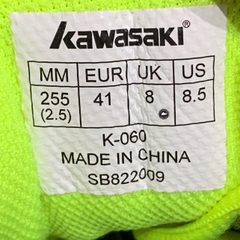 Kawasaki
MM EUR UK US
255 (2.5) 41 8 8.5
K-060
MADE IN CHINA
SB822009